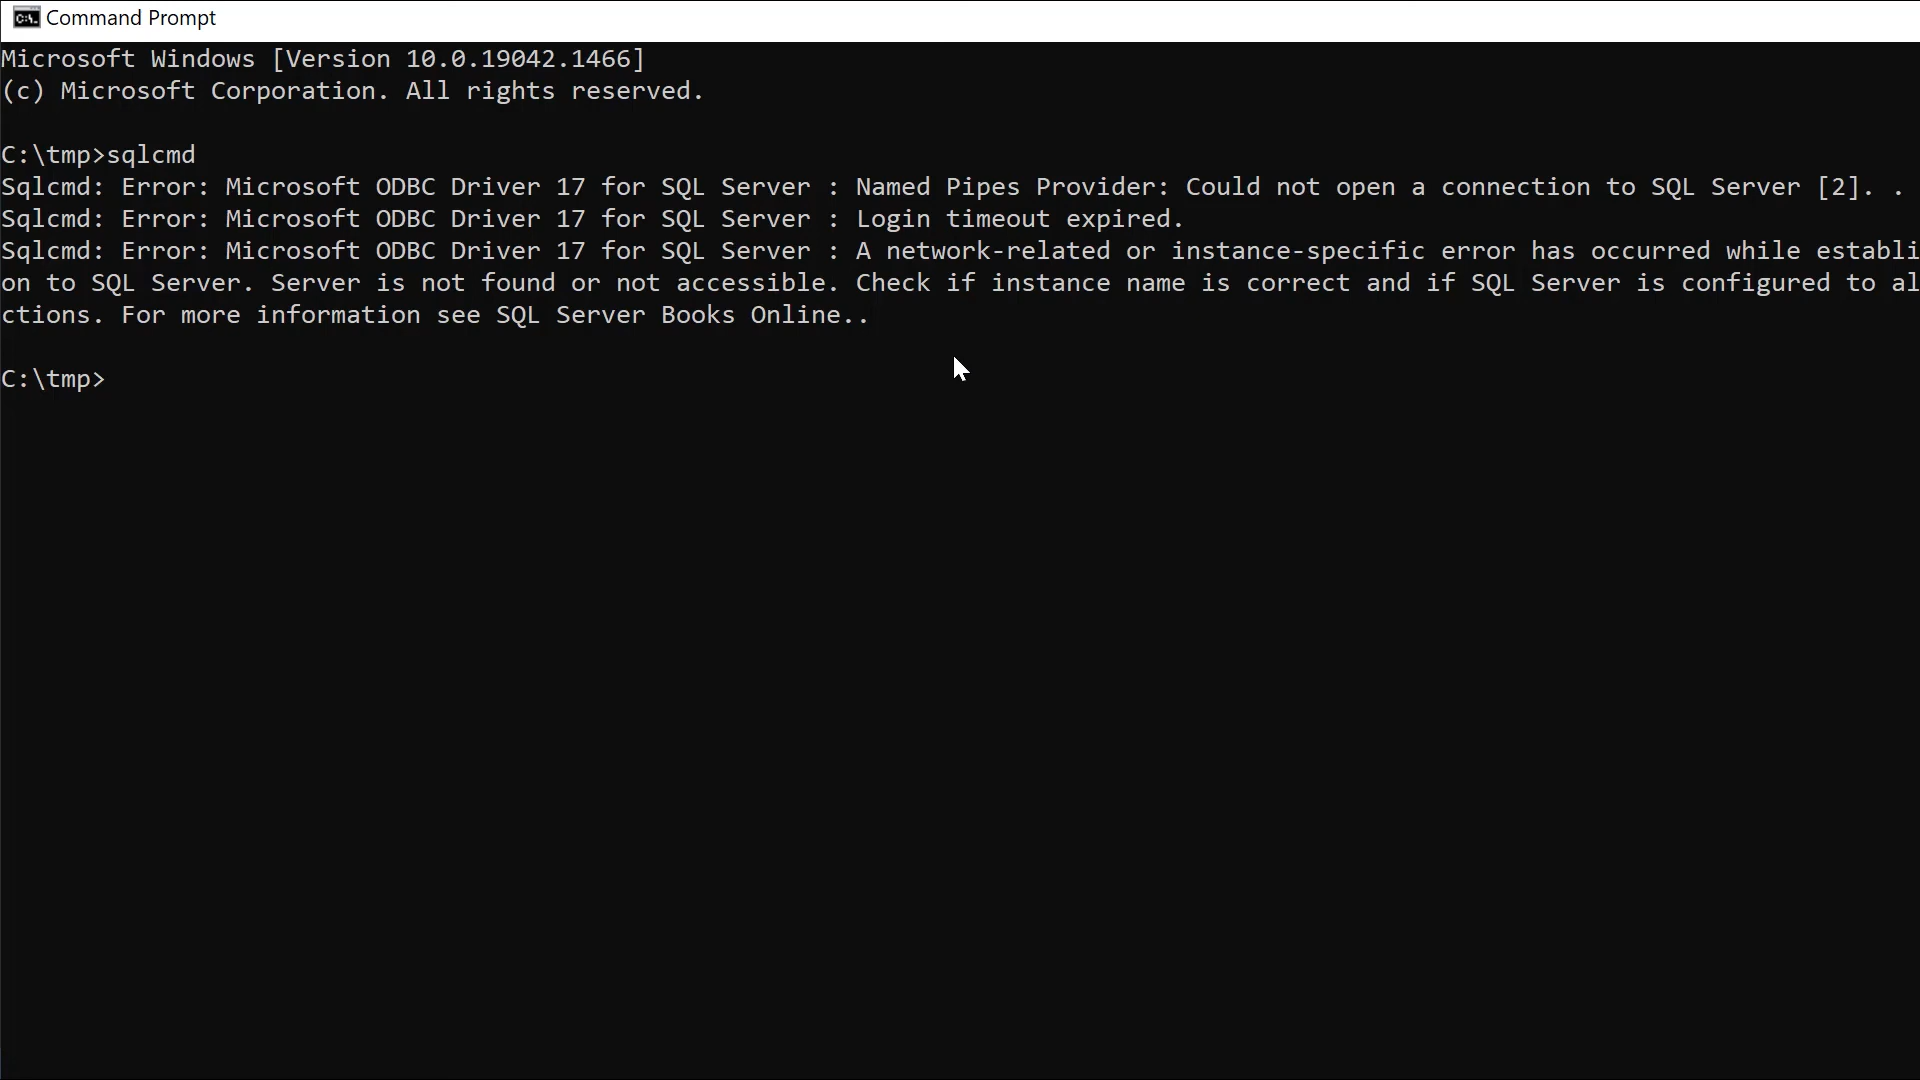 Command Prompt
Microsoft Windows [Version 10.0.19042.1466]
(c) Microsoft Corporation. All rights reserved.
C:\tmp>sqlcmd
Sqlcmd: Error: Microsoft ODBC Driver 17 for SQL Server : Named Pipes Provider: Could not open a connection to SQL Server [2]. .
Sqlcmd: Error: Microsoft ODBC Driver 17 for SQL Server : Login timeout expired.
Sqlcmd: Error: Microsoft ODBC Driver 17 for SQL Server : A network-related or instance-specific error has occurred while establi
on to SQL Server. Server is not found or not accessible. Check if instance name is correct and if SQL Server is configured to al
ctions. For more information see SQL Server Books Online..
C:\tmp>